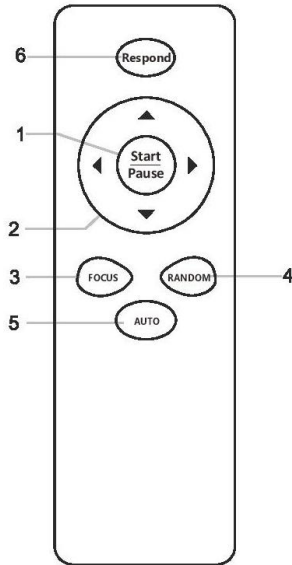 6
Respond
1
Start
Pause
2
3
FOCUS
RANDOM
4
5
AUTO